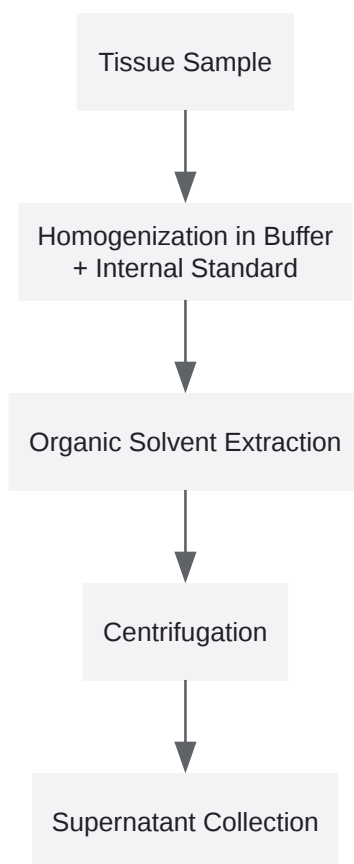 Tissue Sample
Homogenization in Buffer
+ Internal Standard
Organic Solvent Extraction
Centrifugation
Supernatant Collection